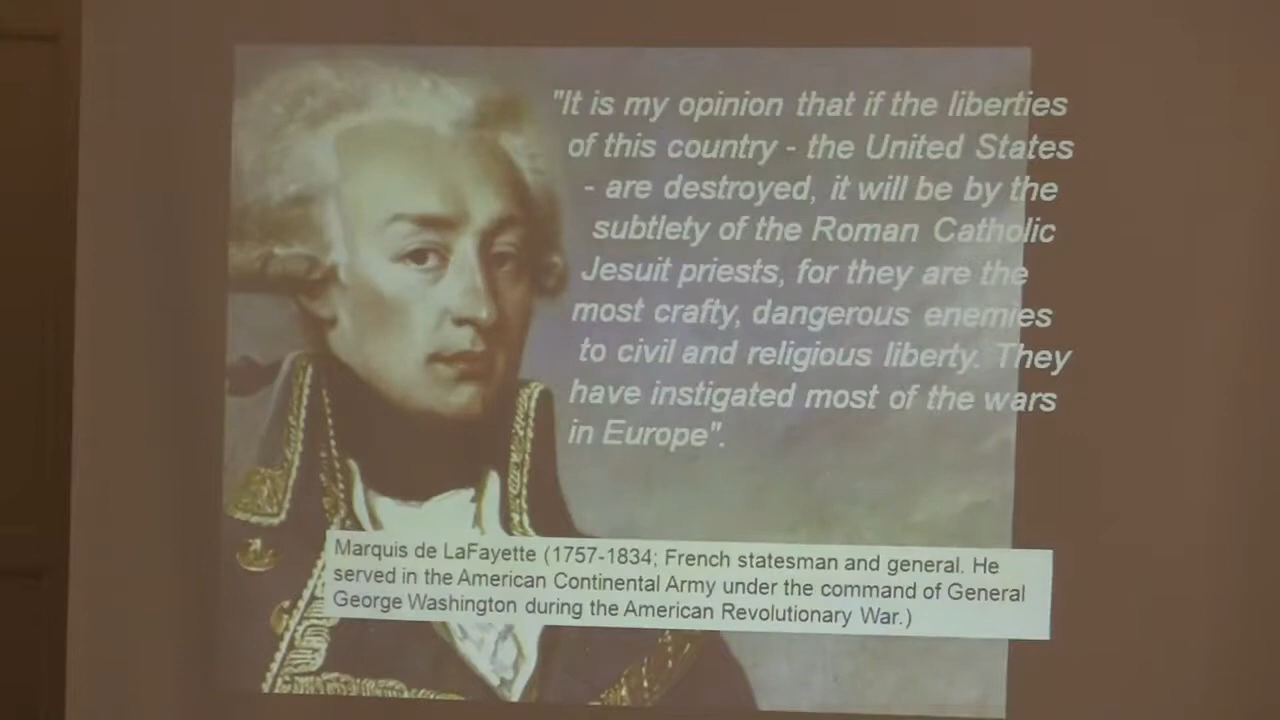 "It is my opinion that if the liberties
of this country - the United States
- are destroyed, it will be by the
subtlety of the Roman Catholic
Jesuit priests, for they are the
most crafty, dangerous enemies
to civil and religious liberty. They
have instigated most of the wars
in Europe".
Marquis de LaFayette (1757-1834; French statesman and general. He
served in the American Continental Army under the command of General
George Washington during the American Revolutionary War.)